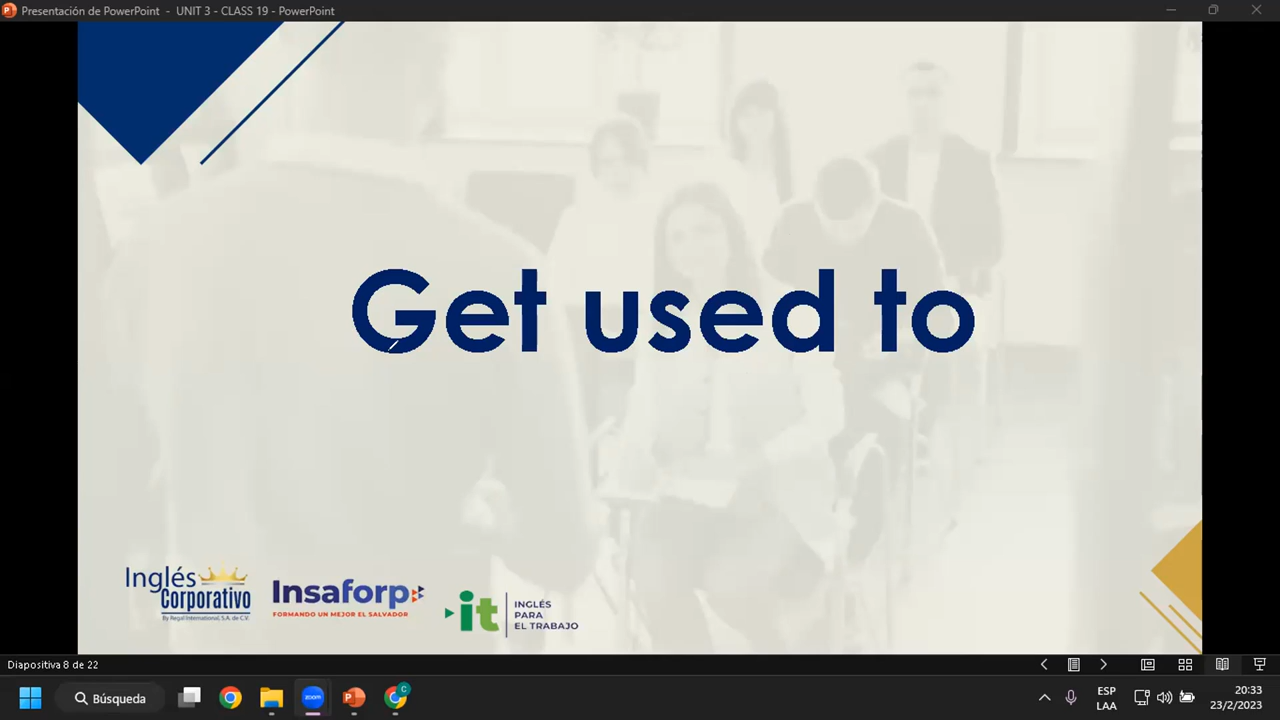 Presentación de PowerPoint - UNIT 3 - CLASS 19 - PowerPoint
Get used to
Inglés
Corporativo
By Regal International, S.A. de C.V.
Insaforp
FORMANDO UN MEJOR EL SALVADOR
it
INGLÉS
PARA
EL TRABAJO
Diapositiva 8 de 22
Búsqueda
zoom
ESP
LAA
20:33
23/2/2023